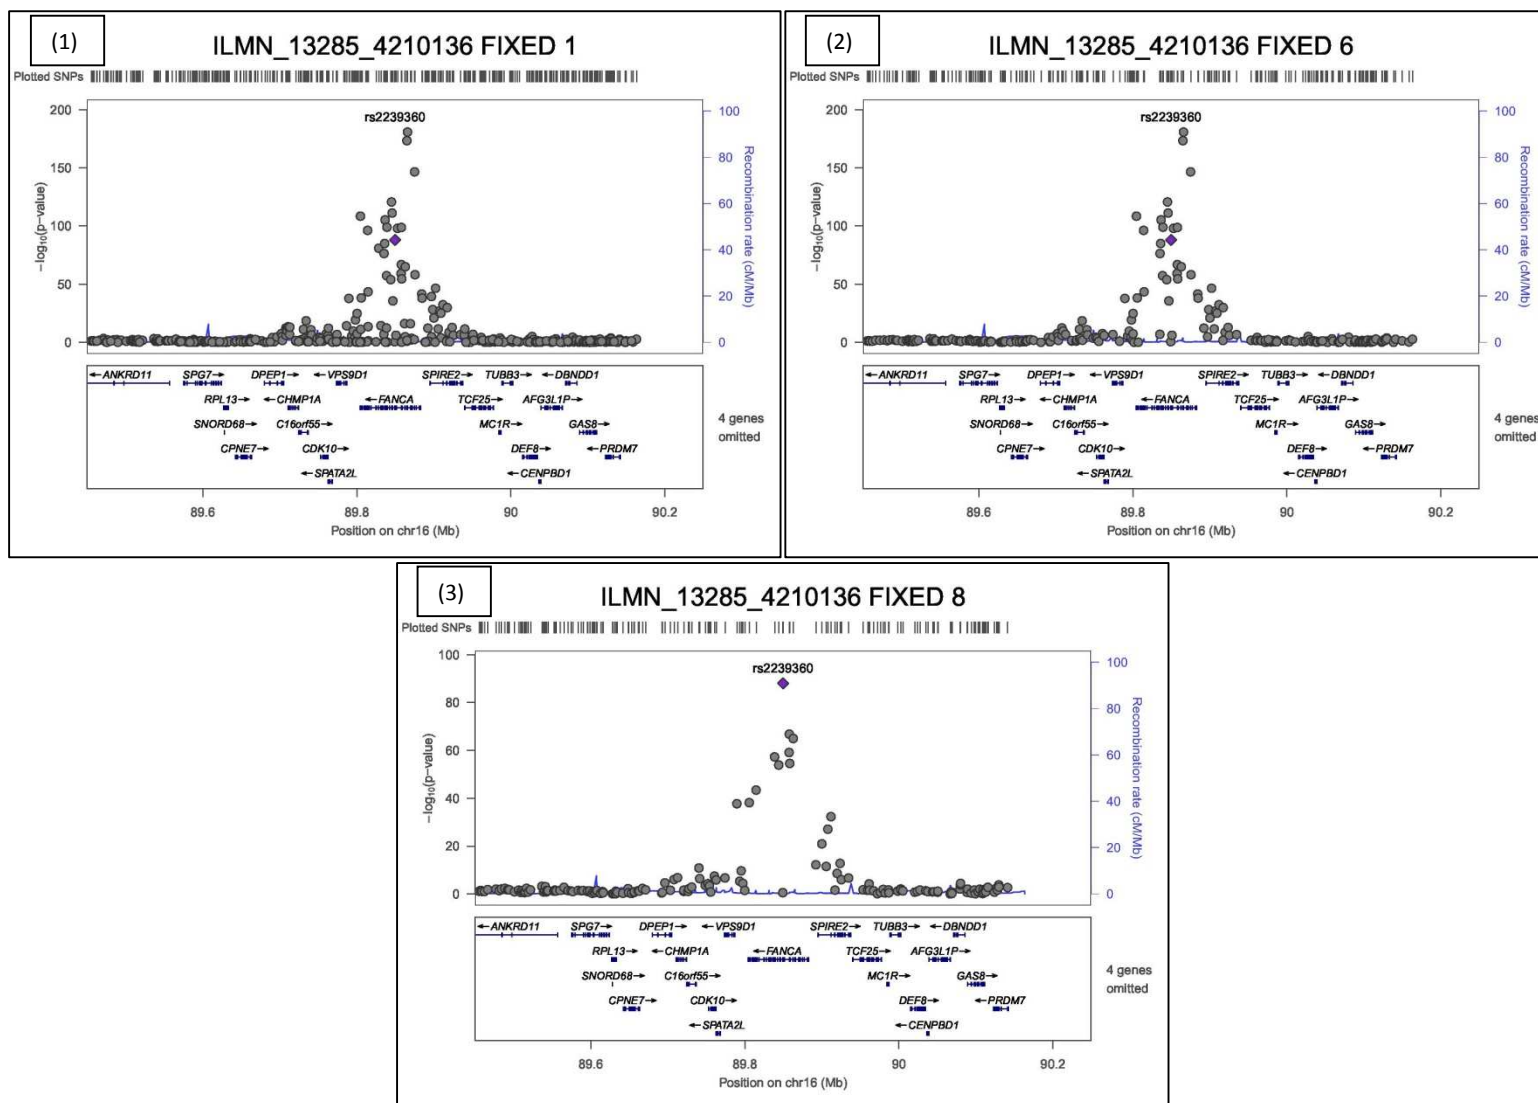 (1)
ILMN_13285_4210136 FIXED 1
Plotted SNPs
rs2239360
200
150
100
50
0
−log10(p−value)
100
80
60
40
20
0
Recombination rate (cM/Mb)
←ANKRD11 SPG7→ DPEP1→ ←VPS9D1 SPIRE2→ TUBB3→ ←DBNDD1
RPL13→ ←CHMP1A ←FANCA TCF25→ AFG3L1P→
SNORD68→ C16orf55→ MC1R→ GAS8→
CPNE7→ CDK10→ DEF8→ ←PRDM7
←SPATA2L ←CENPBD1
4 genes
omitted
89.6 89.8 90 90.2
Position on chr16 (Mb)
(2)
ILMN_13285_4210136 FIXED 6
Plotted SNPs
rs2239360
200
150
100
50
0
−log10(p−value)
100
80
60
40
20
0
Recombination rate (cM/Mb)
←ANKRD11 SPG7→ DPEP1→ ←VPS9D1 SPIRE2→ TUBB3→ ←DBNDD1
RPL13→ ←CHMP1A ←FANCA TCF25→ AFG3L1P→
SNORD68→ C16orf55→ MC1R→ GAS8→
CPNE7→ CDK10→ DEF8→ ←PRDM7
←SPATA2L ←CENPBD1
4 genes
omitted
89.6 89.8 90 90.2
Position on chr16 (Mb)
(3)
ILMN_13285_4210136 FIXED 8
Plotted SNPs
rs2239360
100
80
60
40
20
0
−log10(p−value)
100
80
60
40
20
0
Recombination rate (cM/Mb)
←ANKRD11 SPG7→ DPEP1→ ←VPS9D1 SPIRE2→ TUBB3→ ←DBNDD1
RPL13→ ←CHMP1A ←FANCA TCF25→ AFG3L1P→
SNORD68→ C16orf55→ MC1R→ GAS8→
CPNE7→ CDK10→ DEF8→ ←PRDM7
←SPATA2L ←CENPBD1
4 genes
omitted
89.6 89.8 90 90.2
Position on chr16 (Mb)